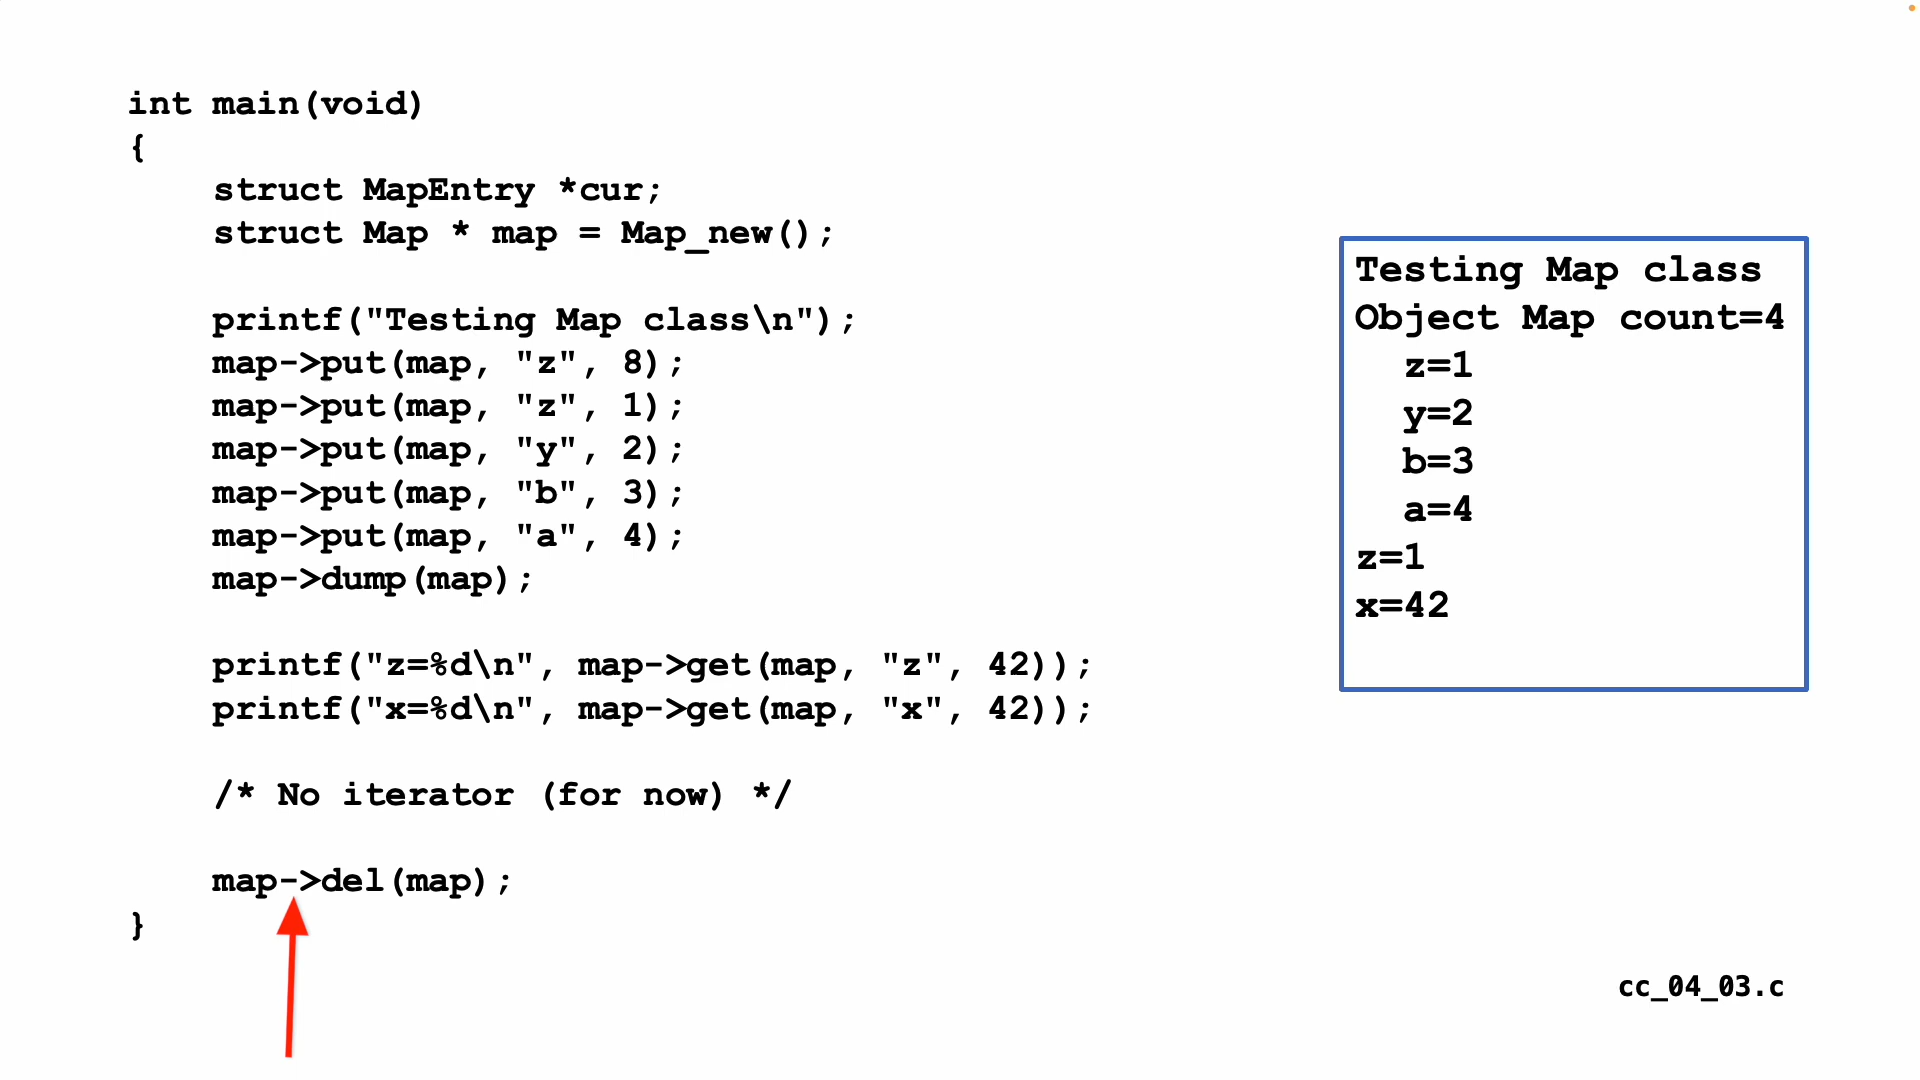 int main(void)
{
    struct MapEntry *cur;
    struct Map * map = Map_new();
    printf("Testing Map class\n");
    map->put(map, "z", 8);
    map->put(map, "z", 1);
    map->put(map, "y", 2);
    map->put(map, "b", 3);
    map->put(map, "a", 4);
    map->dump(map);
    printf("z=%d\n", map->get(map, "z", 42));
    printf("x=%d\n", map->get(map, "x", 42));
    /* No iterator (for now) */
    map->del(map);
}
Testing Map class
Object Map count=4
  z=1
  y=2
  b=3
  a=4
z=1
x=42
cc_04_03.c